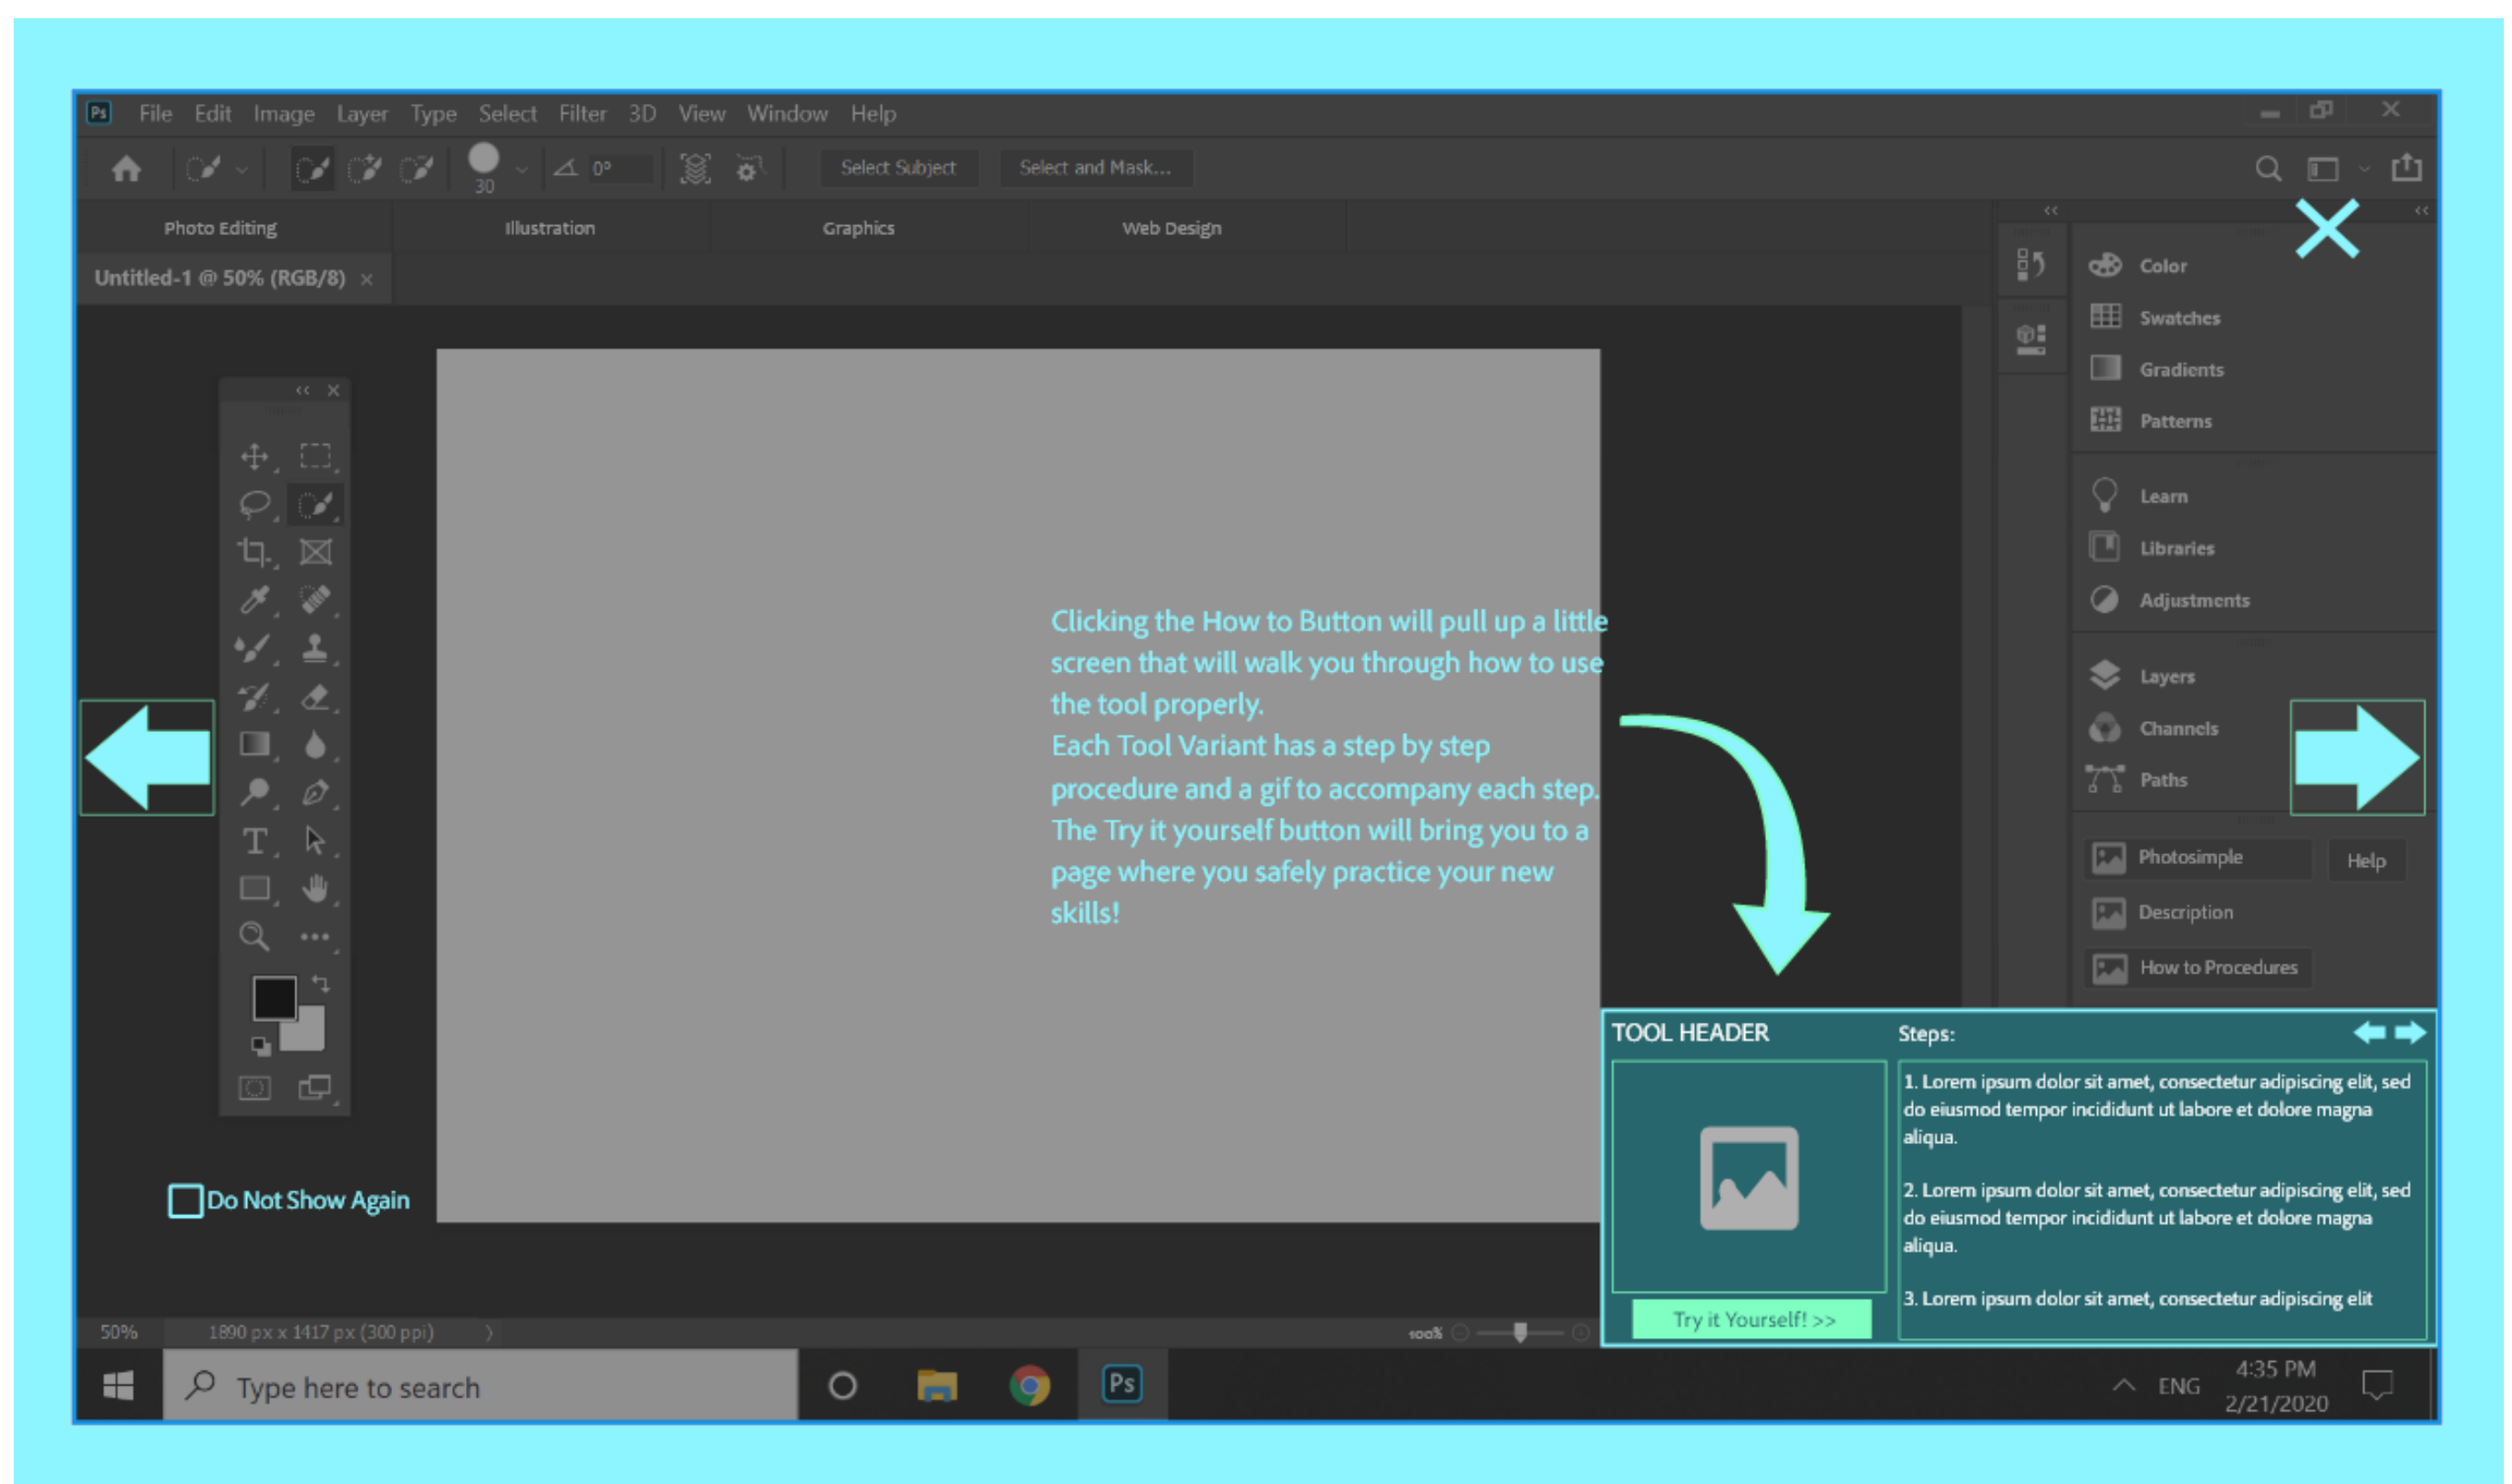 Ps File Edit Image Layer Type Select Filter 3D View Window Help
30 0° Select Subject Select and Mask...
Photo Editing Illustration Graphics Web Design
Untitled-1 @ 50% (RGB/8) ×
Color
Swatches
Gradients
Patterns
Learn
Libraries
Adjustments
Layers
Channels
Paths
Photosimple Help
Description
How to Procedures
Clicking the How to Button will pull up a little
screen that will walk you through how to use
the tool properly.
Each Tool Variant has a step by step
procedure and a gif to accompany each step.
The Try it yourself button will bring you to a
page where you safely practice your new
skills!
T
Do Not Show Again
TOOL HEADER
Steps:
1. Lorem ipsum dolor sit amet, consectetur adipiscing elit, sed
do eiusmod tempor incididunt ut labore et dolore magna
aliqua.
2. Lorem ipsum dolor sit amet, consectetur adipiscing elit, sed
do eiusmod tempor incididunt ut labore et dolore magna
aliqua.
3. Lorem ipsum dolor sit amet, consectetur adipiscing elit
Try it Yourself! >>
50% 1890 px x 1417 px (300 ppi) 100%
Type here to search Ps ENG 4:35 PM
2/21/2020